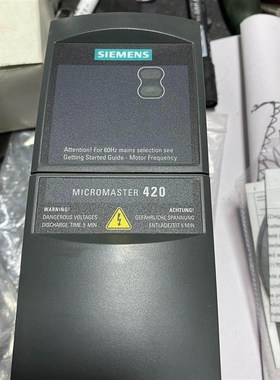 SIEMENS
Attention! For 60Hz mains selection see
Getting Started Guide - Motor Frequency
MICROMASTER 420
WARNING!
DANGEROUS VOLTAGES
DISCHARGE TIME 5 MIN
ACHTUNG!
GEFÄHRLICHE SPANNUNG
ENTLADEZEIT 5 MIN